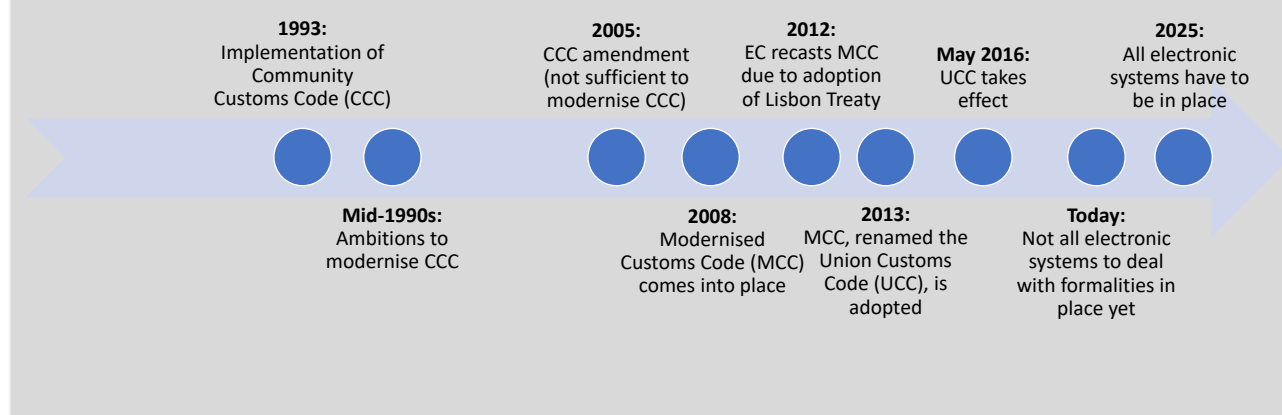 1993:
Implementation of
Community
Customs Code (CCC)
Mid-1990s:
Ambitions to
modernise CCC
2005:
CCC amendment
(not sufficient to
modernise CCC)
2008:
Modernised
Customs Code (MCC)
comes into place
2012:
EC recasts MCC
due to adoption
of Lisbon Treaty
2013:
MCC, renamed the
Union Customs
Code (UCC), is
adopted
May 2016:
UCC takes
effect
Today:
Not all electronic
systems to deal
with formalities in
place yet
2025:
All electronic
systems have to
be in place